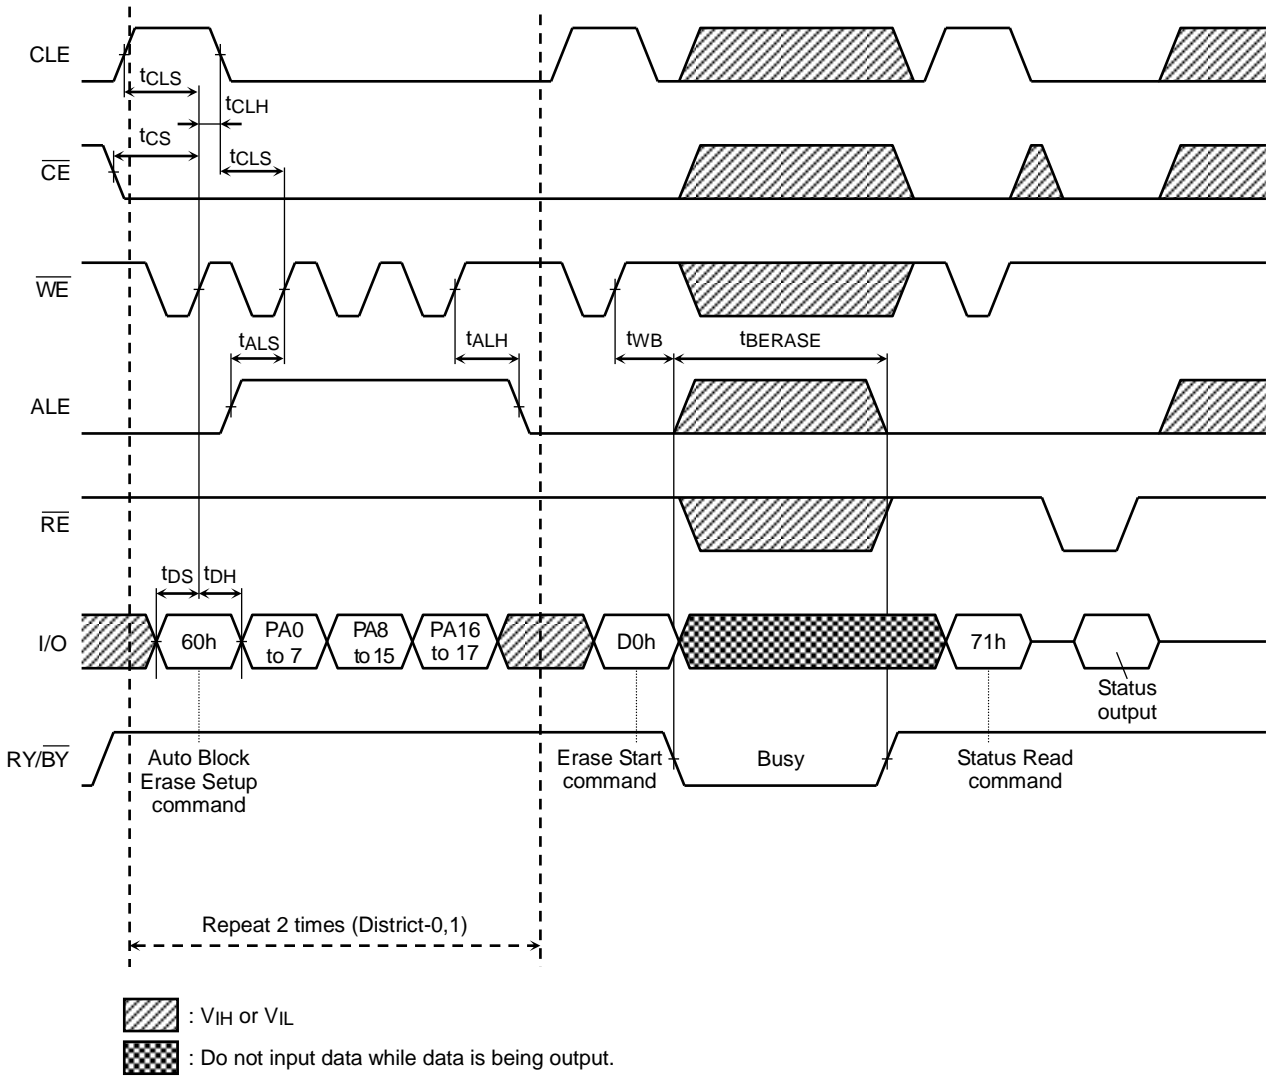 CLE
tCLS
tCLH
tCS
tCLS
CE
WE
tALS
tALH
tWB
tBERASE
ALE
RE
tDS
tDH
I/O
60h
PA0
to 7
PA8
to 15
PA16
to 17
D0h
71h
Status
output
RY/BY
Auto Block
Erase Setup
command
Erase Start
command
Busy
Status Read
command
Repeat 2 times (District-0,1)
: VIH or VIL
: Do not input data while data is being output.